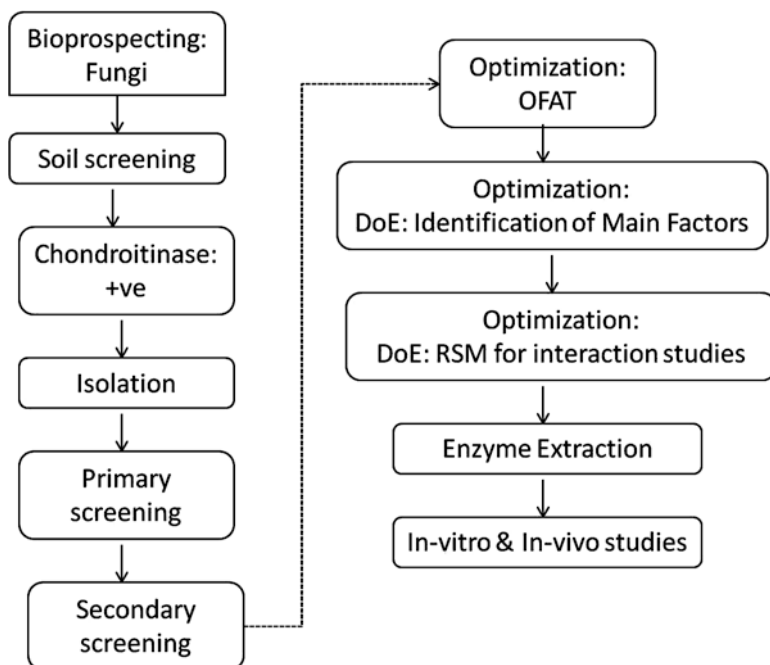 Bioprospecting:
Fungi
Soil screening
Chondroitinase:
+ve
Isolation
Primary
screening
Secondary
screening
Optimization:
OFAT
Optimization:
DoE: Identification of Main Factors
Optimization:
DoE: RSM for interaction studies
Enzyme Extraction
In-vitro & In-vivo studies